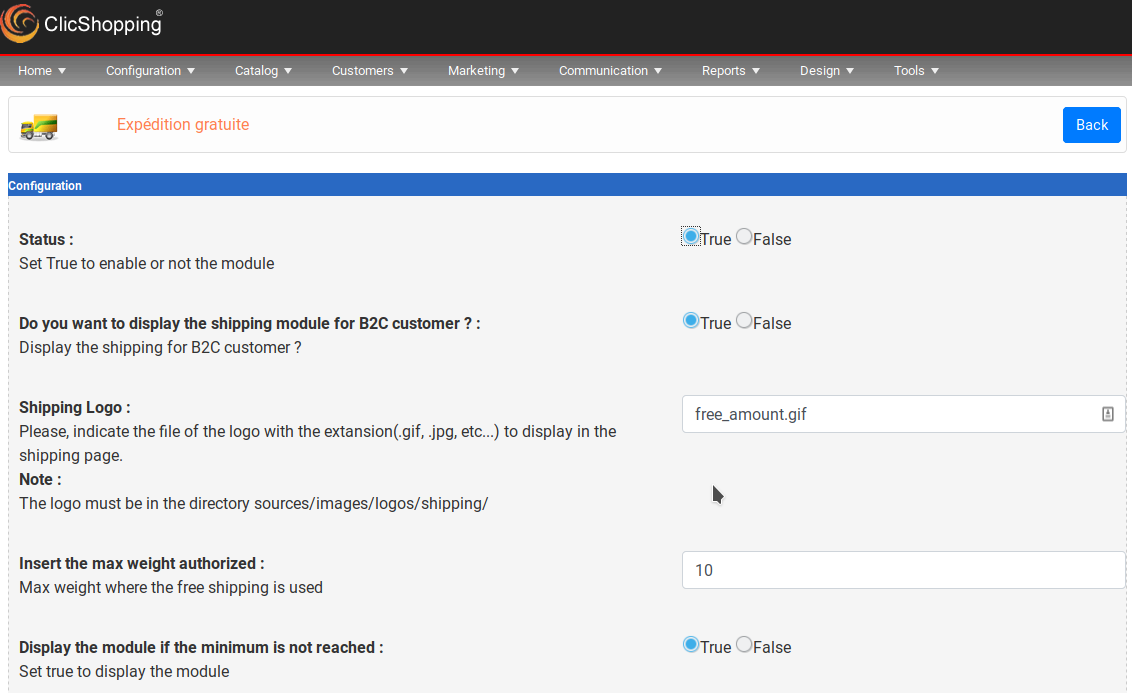 ClicShopping®
Home ▼ Configuration ▼ Catalog ▼ Customers ▼ Marketing ▼ Communication ▼ Reports ▼ Design ▼ Tools ▼
Expédition gratuite
Back
Configuration
Status :
True False
Set True to enable or not the module
Do you want to display the shipping module for B2C customer ? :
True False
Display the shipping for B2C customer ?
Shipping Logo :
free_amount.gif
Please, indicate the file of the logo with the extansion(.gif, .jpg, etc...) to display in the
shipping page.
Note :
The logo must be in the directory sources/images/logos/shipping/
Insert the max weight authorized :
10
Max weight where the free shipping is used
Display the module if the minimum is not reached :
True False
Set true to display the module